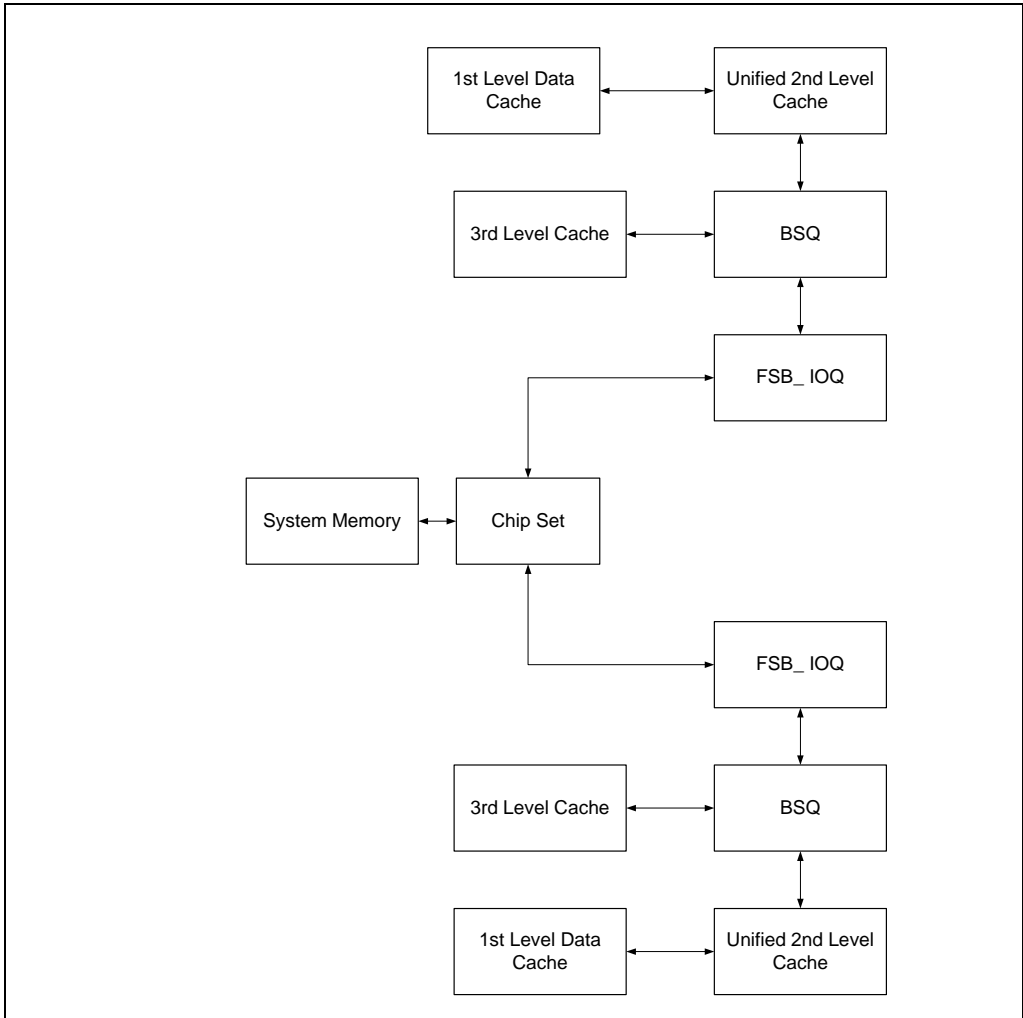 1st Level Data
Cache
Unified 2nd Level
Cache
3rd Level Cache
BSQ
FSB_ IOQ
System Memory
Chip Set
FSB_ IOQ
3rd Level Cache
BSQ
1st Level Data
Cache
Unified 2nd Level
Cache